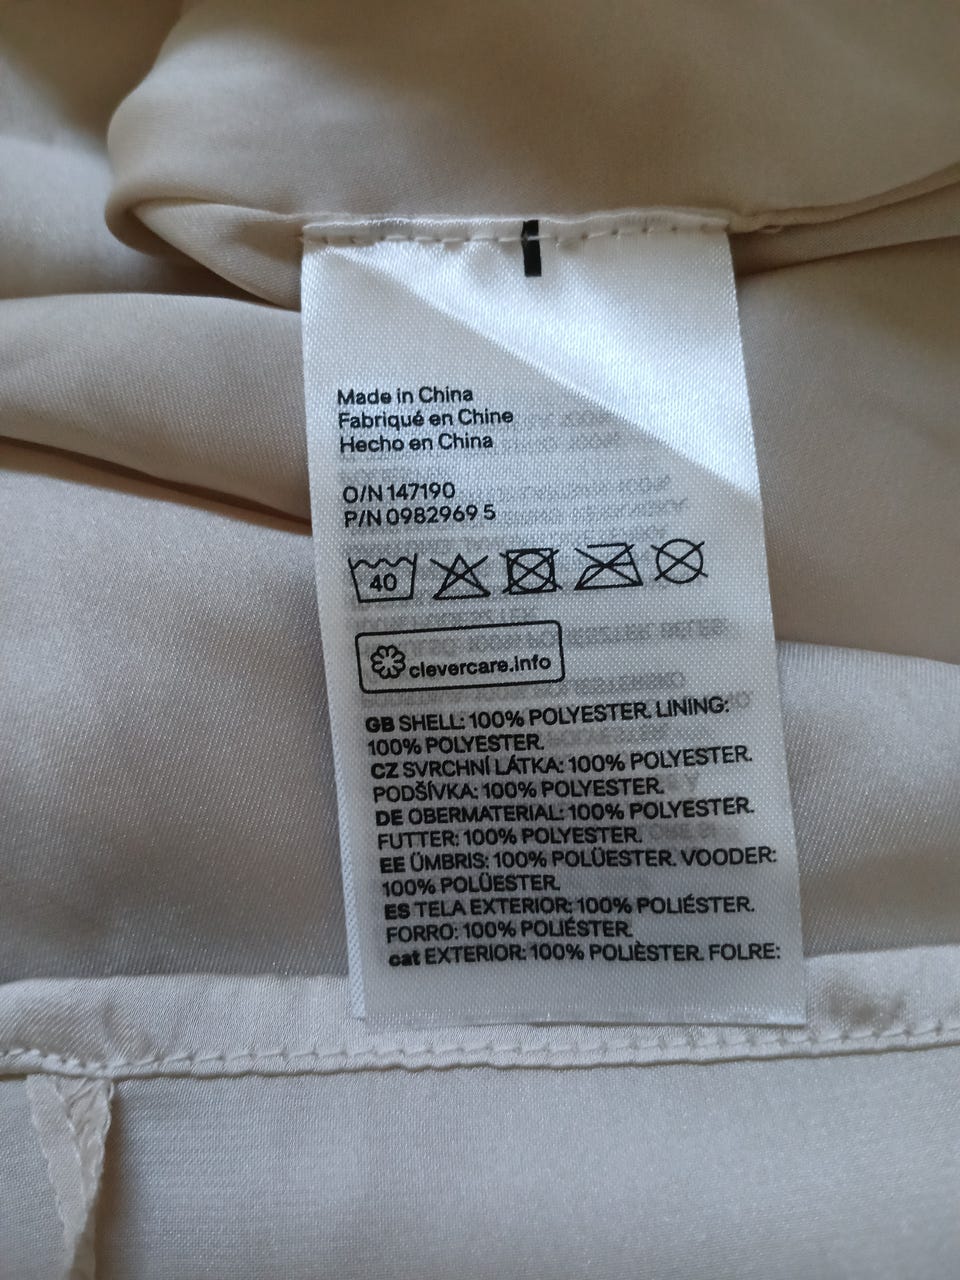 Made in China
Fabriqué en Chine
Hecho en China
O/N 147190
P/N 0982969 5
40
clevercare.info
GB SHELL: 100% POLYESTER. LINING:
100% POLYESTER.
CZ SVRCHNÍ LÁTKA: 100% POLYESTER.
PODŠÍVKA: 100% POLYESTER.
DE OBERMATERIAL: 100% POLYESTER.
FUTTER: 100% POLYESTER.
EE ÜMBRIS: 100% POLÜESTER. VOODER:
100% POLÜESTER.
ES TELA EXTERIOR: 100% POLIÉSTER.
FORRO: 100% POLIÉSTER.
cat EXTERIOR: 100% POLIÈSTER. FOLRE: